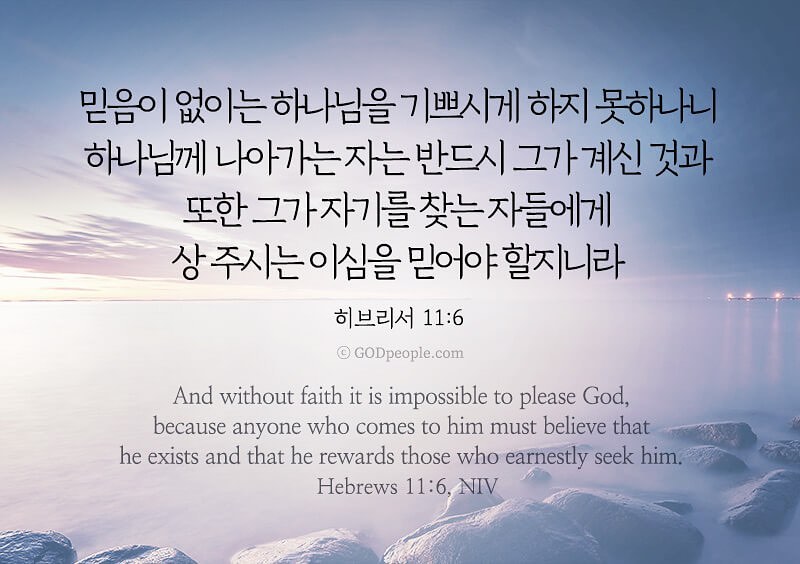 믿음이 없이는 하나님을 기쁘시게 하지 못하나니
하나님께 나아가는 자는 반드시 그가 계신 것과
또한 그가 자기를 찾는 자들에게
상 주시는 이심을 믿어야 할지니라
히브리서 11:6
ⓒ GODpeople.com
And without faith it is impossible to please God,
because anyone who comes to him must believe that
he exists and that he rewards those who earnestly seek him.
Hebrews 11:6, NIV